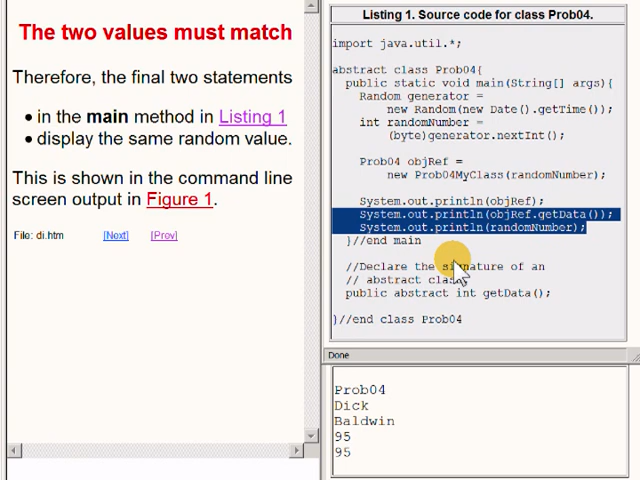 The two values must match
Therefore, the final two statements
• in the main method in Listing 1
• display the same random value.
This is shown in the command line
screen output in Figure 1.
File: di.htm [Next] [Prev]
Listing 1. Source code for class Prob04.
import java.util.*;
abstract class Prob04{
public static void main(String[] args){
Random generator =
new Random(new Date().getTime());
int randomNumber =
(byte)generator.nextInt();
Prob04 objRef =
new Prob04MyClass(randomNumber);
System.out.println(objRef);
System.out.println(objRef.getData());
System.out.println(randomNumber);
}//end main
//Declare the signature of an
// abstract class
public abstract int getData();
}//end class Prob04
Done
Prob04
Dick
Baldwin
95
95